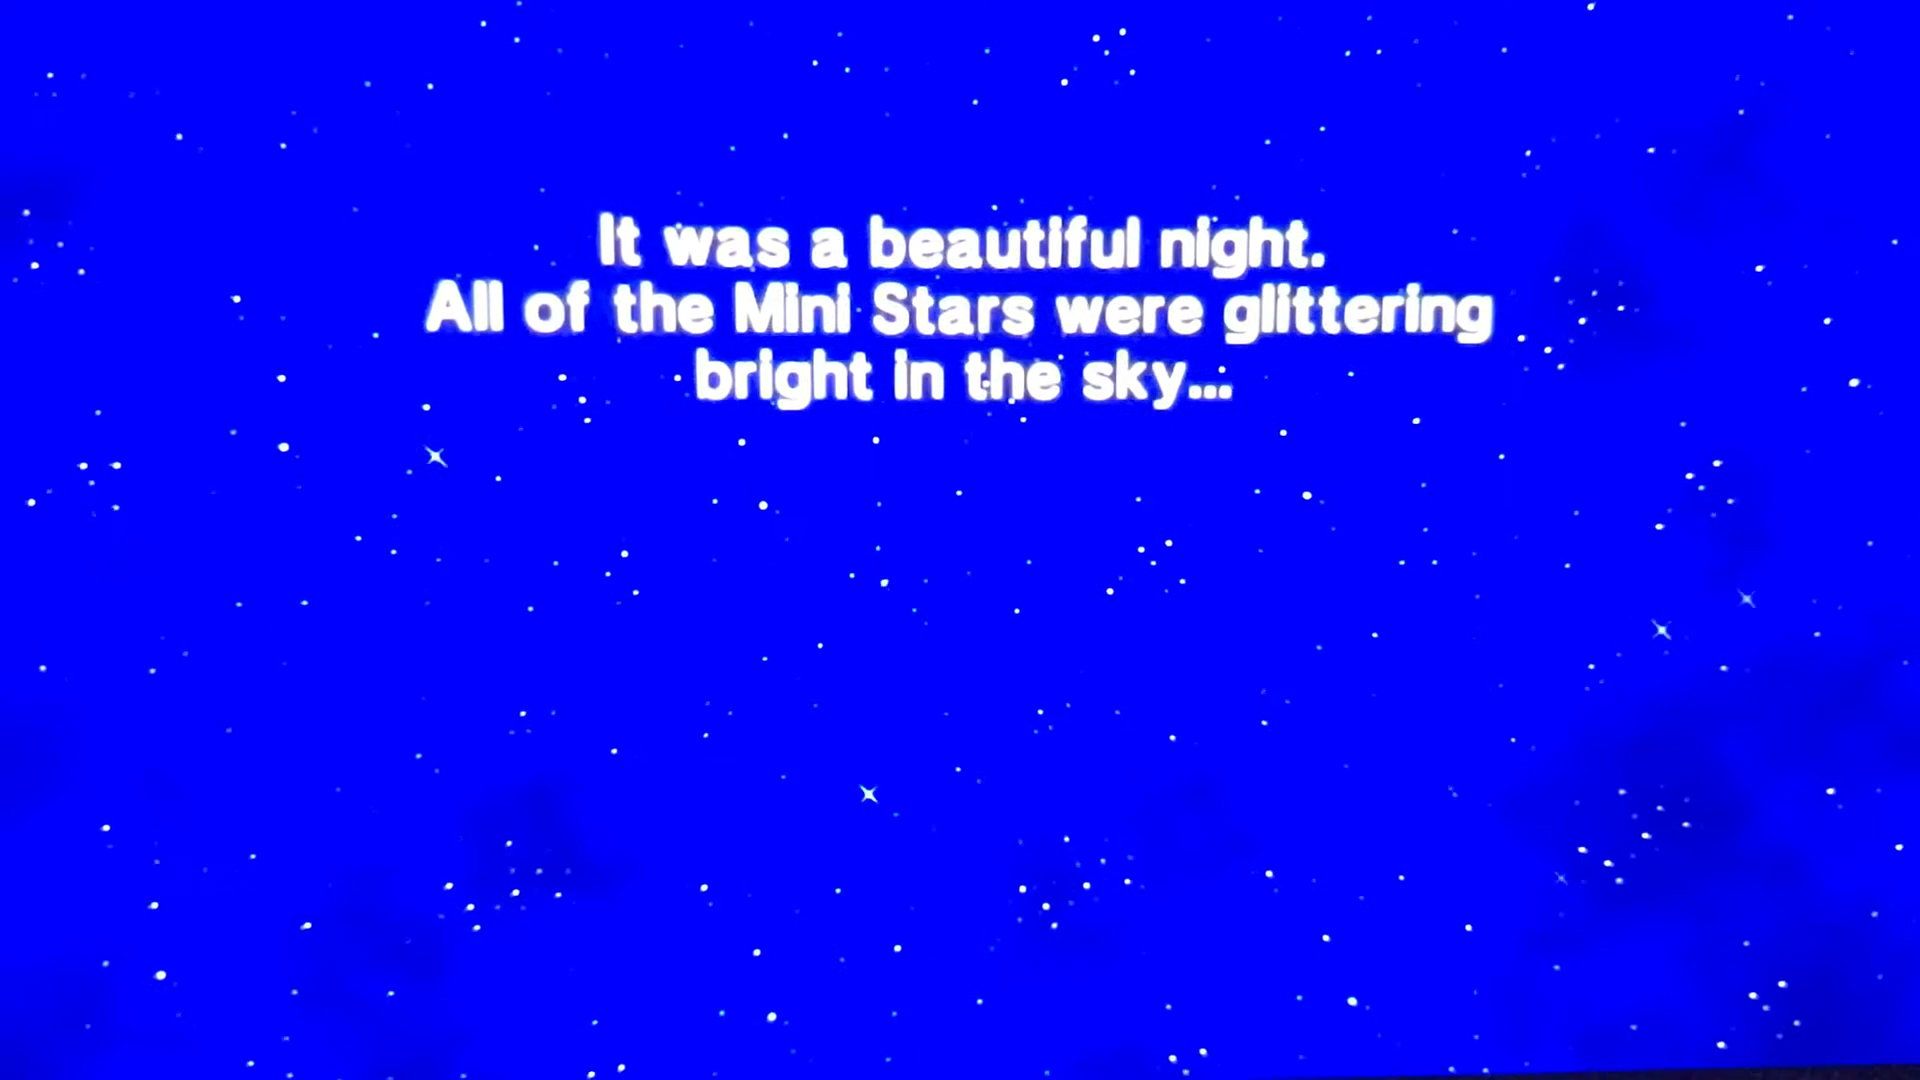 It was a beautiful night.
All of the Mini Stars were glittering
bright in the sky...